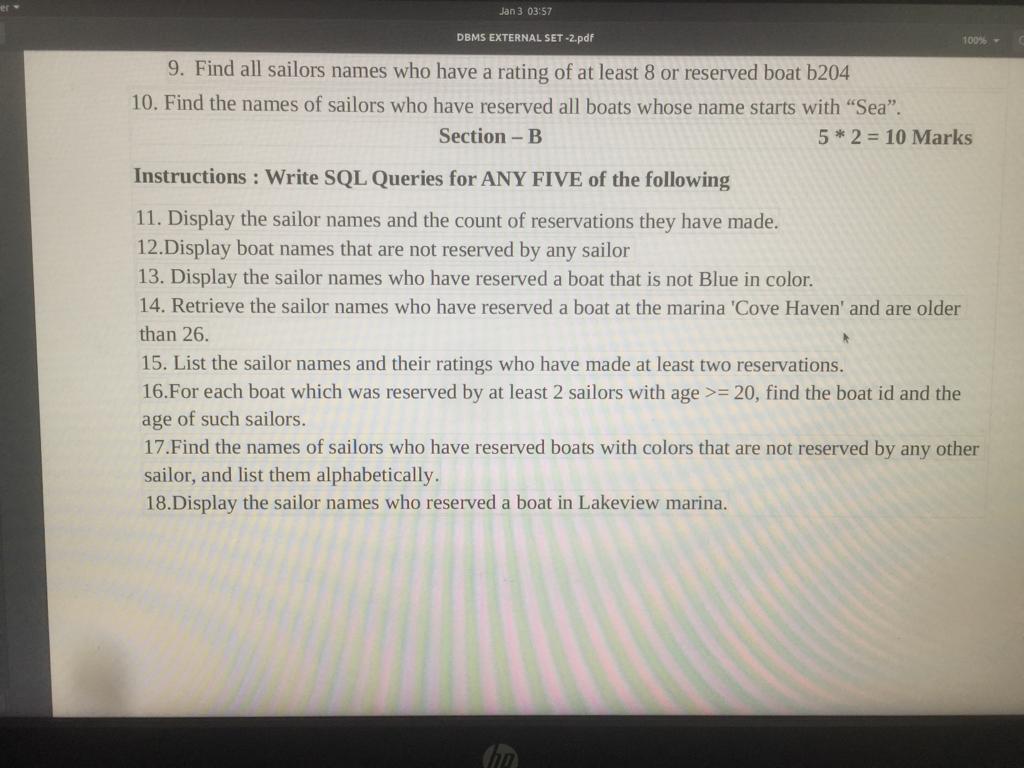 er
Jan 3 03:57
DBMS EXTERNAL SET -2.pdf
100%
9. Find all sailors names who have a rating of at least 8 or reserved boat b204
10. Find the names of sailors who have reserved all boats whose name starts with “Sea”.
Section – B 5 * 2 = 10 Marks
Instructions : Write SQL Queries for ANY FIVE of the following
11. Display the sailor names and the count of reservations they have made.
12.Display boat names that are not reserved by any sailor
13. Display the sailor names who have reserved a boat that is not Blue in color.
14. Retrieve the sailor names who have reserved a boat at the marina 'Cove Haven' and are older
than 26.
15. List the sailor names and their ratings who have made at least two reservations.
16.For each boat which was reserved by at least 2 sailors with age >= 20, find the boat id and the
age of such sailors.
17.Find the names of sailors who have reserved boats with colors that are not reserved by any other
sailor, and list them alphabetically.
18.Display the sailor names who reserved a boat in Lakeview marina.
hp